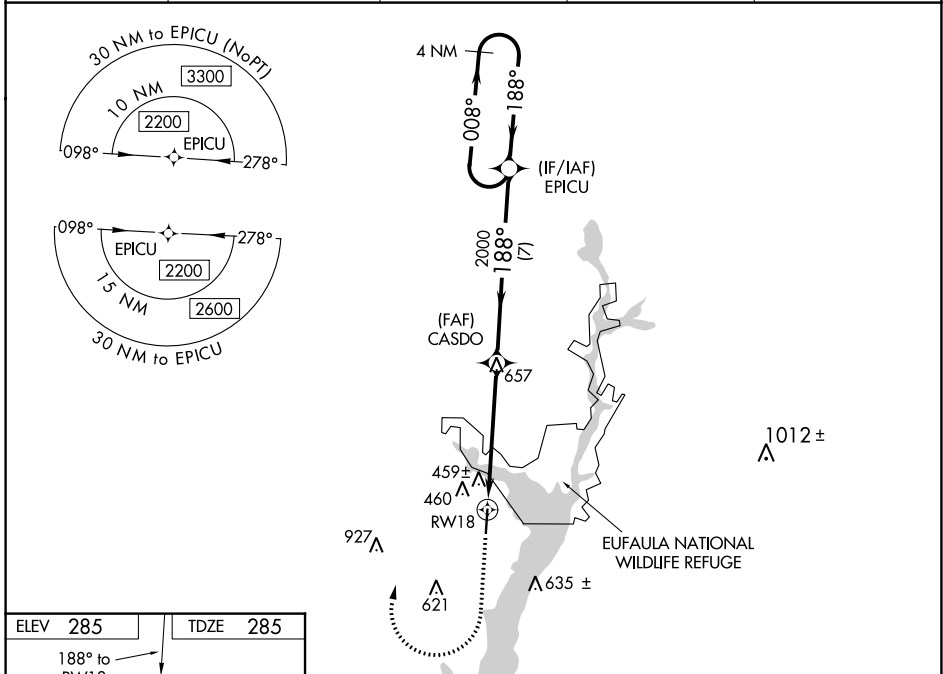 30 NM to EPICU (NoPT)
3300
10 NM
2200
EPICU
098°
278°
098°
278°
EPICU
2200
15 NM
2600
30 NM to EPICU
4 NM
008°
188°
(IF/IAF)
EPICU
2000
188°
(7)
(FAF)
CASDO
657
1012 ±
459±
460
RW18
927
621
635 ±
EUFAULA NATIONAL
WILDLIFE REFUGE
ELEV 285
TDZE 285
188° to
RW18